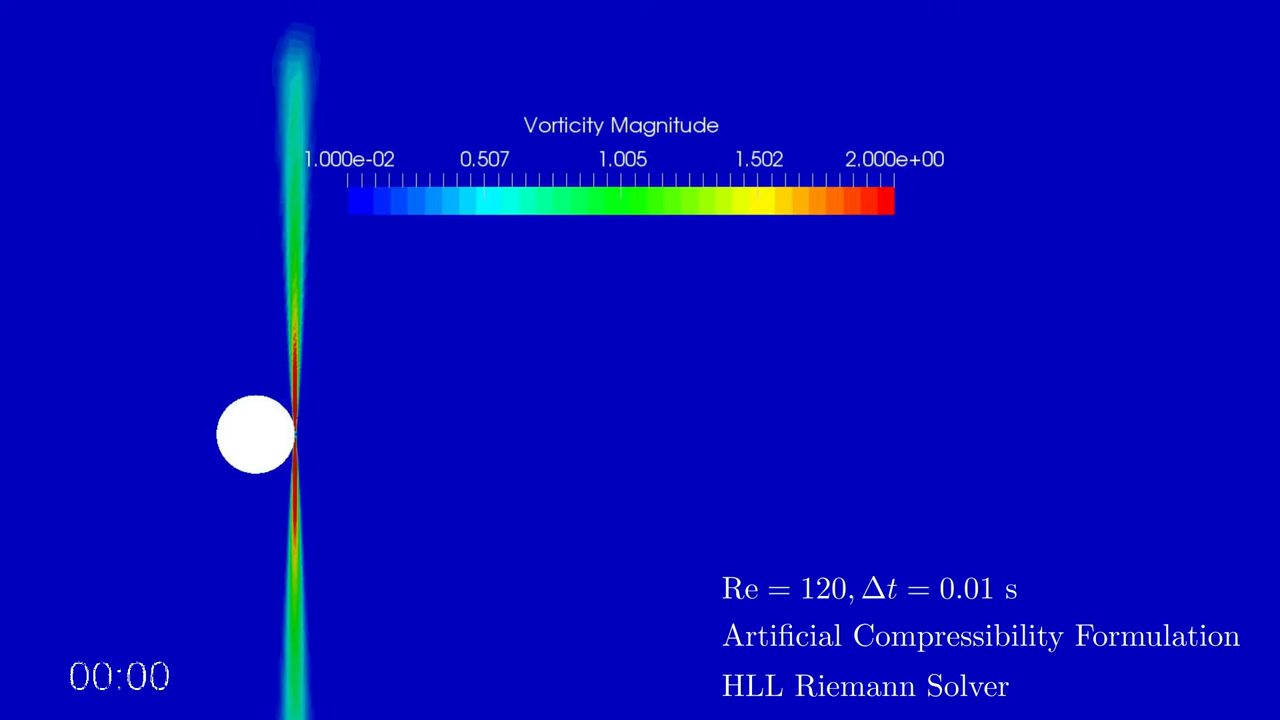 Vorticity Magnitude
1.000e-02 0.507 1.005 1.502 2.000e+00
Re = 120, Δt = 0.01 s
Artificial Compressibility Formulation
00:00
HLL Riemann Solver